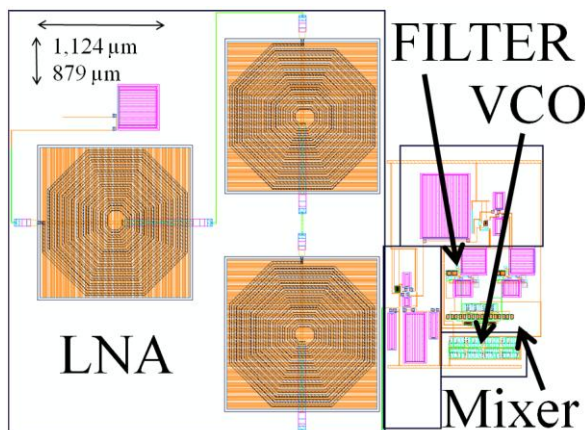 1,124 µm
879 µm
FILTER
VCO
LNA
Mixer